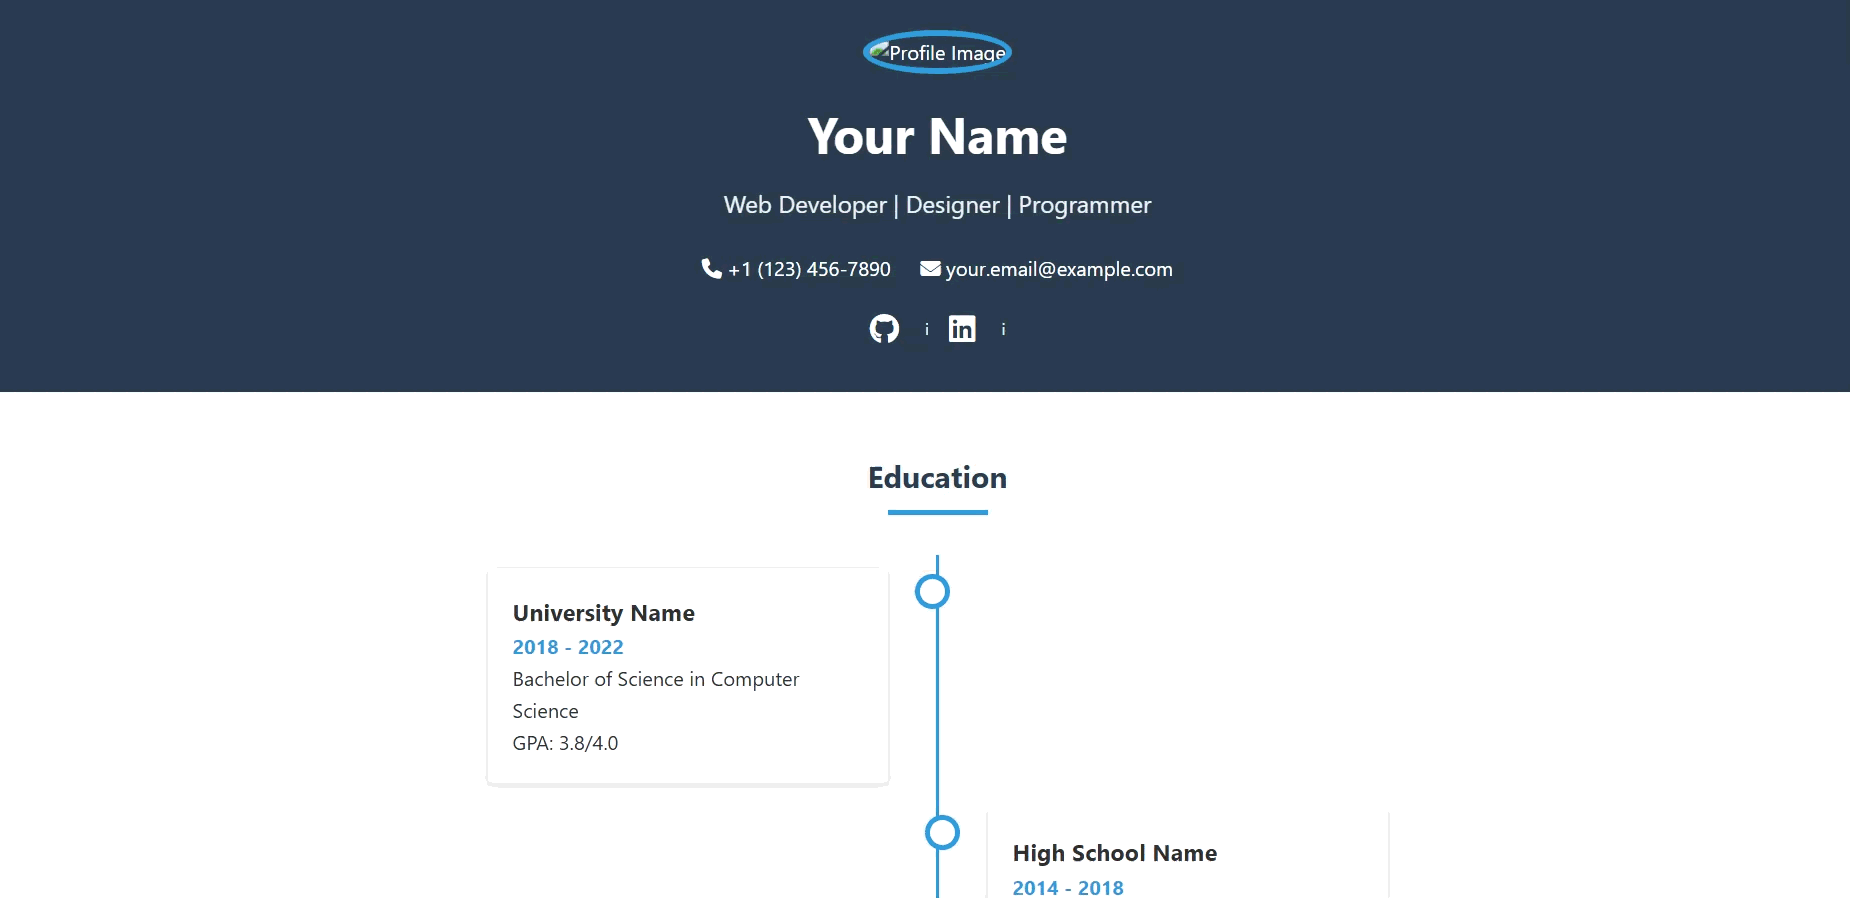 Profile Image
Your Name
Web Developer | Designer | Programmer
+1 (123) 456-7890 your.email@example.com
i in i
Education
University Name
2018 - 2022
Bachelor of Science in Computer
Science
GPA: 3.8/4.0
High School Name
2014 - 2018